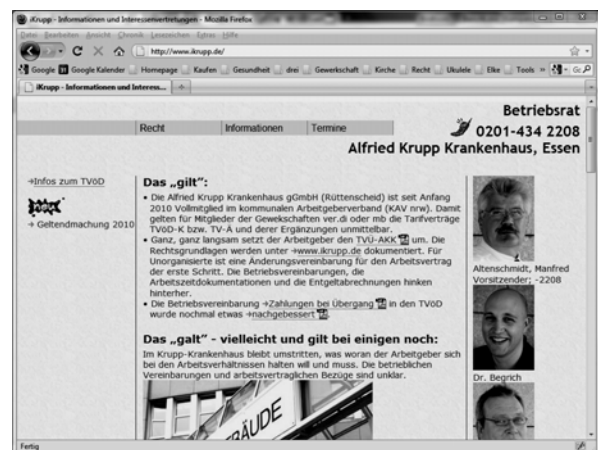 iKrupp - Informationen und Interessenvertretungen - Mozilla Firefox
Datei Bearbeiten Ansicht Chronik Lesezeichen Extras Hilfe
http://www.ikrupp.de/
Google Google Kalender Homepage Kaufen Gesundheit drei Gewerkschaft Kirche Recht Ukulele Elke Tools »
iKrupp - Informationen und Interess...
Betriebsrat
Recht Informationen Termine
0201-434 2208
Alfried Krupp Krankenhaus, Essen
→Infos zum TVöD
→ Geltendmachung 2010
Das „gilt":
• Die Alfried Krupp Krankenhaus gGmbH (Rüttenscheid) ist seit Anfang
2010 Vollmitglied im kommunalen Arbeitgeberverband (KAV nrw). Damit
gelten für Mitglieder der Gewekschaften ver.di oder mb die Tarifverträge
TVöD-K bzw. TV-Ä und derer Ergänzungen unmittelbar.
• Ganz, ganz langsam setzt der Arbeitgeber den TVÜ-AKK um. Die
Rechtsgrundlagen werden unter →www.ikrupp.de dokumentiert. Für
Unorganisierte ist eine Änderungsvereinbarung für den Arbeitsvertrag
der erste Schritt. Die Betriebsvereinbarungen, die
Arbeitszeitdokumentationen und die Entgeltabrechnungen hinken
hinterher.
• Die Betriebsvereinbarung →Zahlungen bei Übergang in den TVöD
wurde nochmal etwas →nachgebessert.
Das „galt" - vielleicht und gilt bei einigen noch:
Im Krupp-Krankenhaus bleibt umstritten, was woran der Arbeitgeber sich
bei den Arbeitsverhältnissen halten will und muss. Die betrieblichen
Vereinbarungen und arbeitsvertraglichen Bezüge sind unklar.
BÄUDE
Altenschmidt, Manfred
Vorsitzender; -2208
Dr. Begrich
Fertig